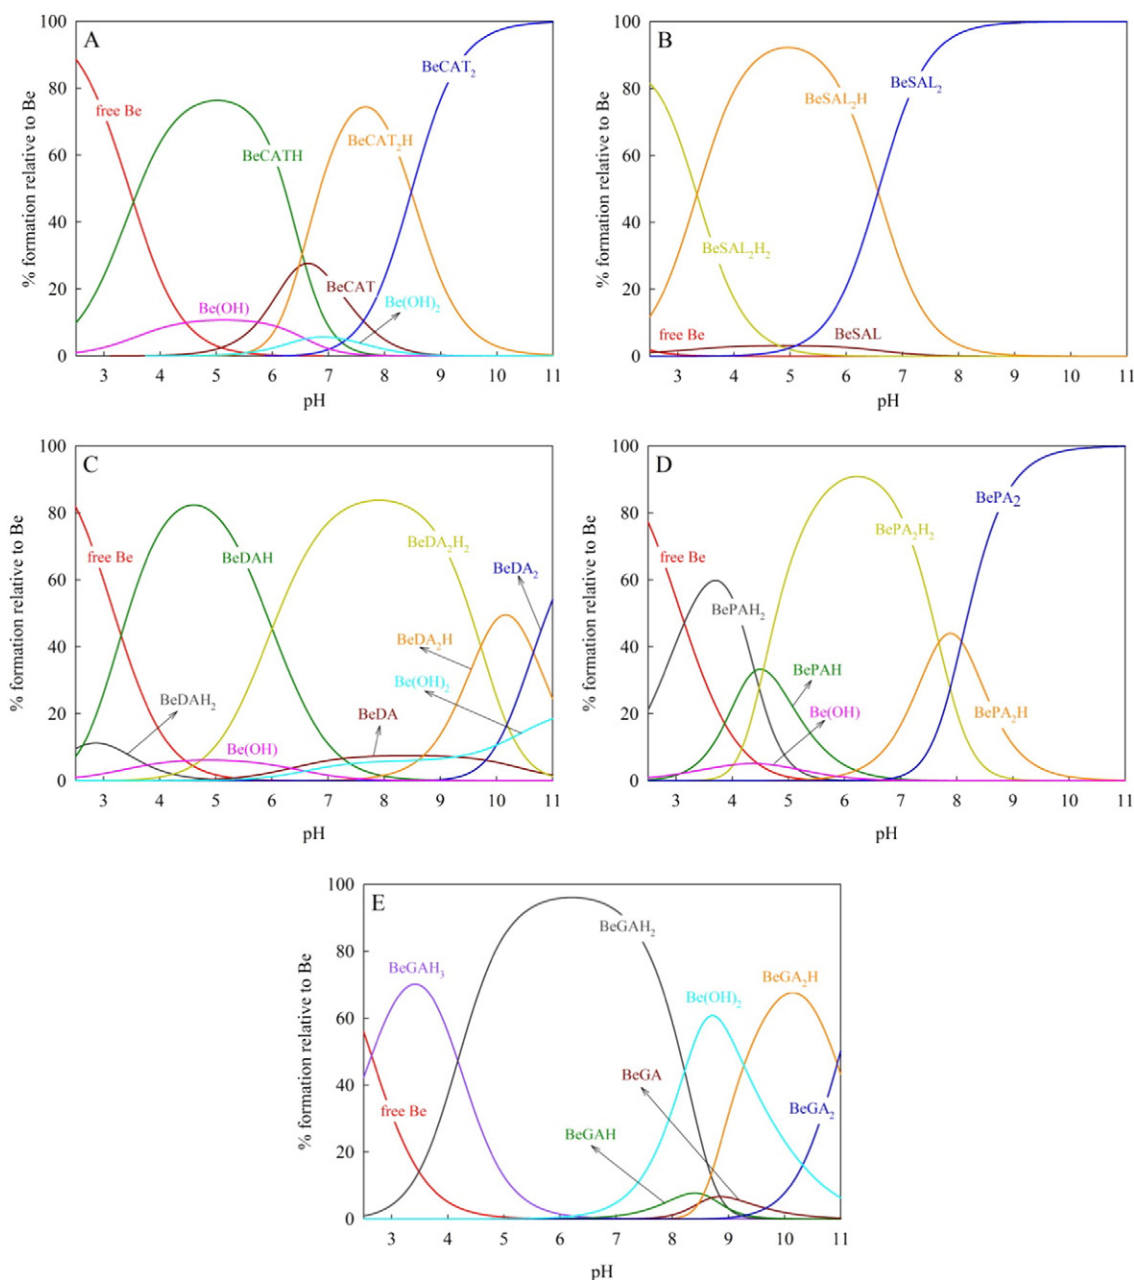 A
% formation relative to Be
100
80
60
40
20
0
free Be
BeCATH
BeCAT₂
BeCAT₂H
BeCAT
Be(OH)
Be(OH)₂
3 4 5 6 7 8 9 10 11
pH
B
% formation relative to Be
100
80
60
40
20
0
BeSAL₂H
BeSAL₂
BeSAL₂H₂
free Be
BeSAL
3 4 5 6 7 8 9 10 11
pH
C
% formation relative to Be
100
80
60
40
20
0
free Be
BeDAH
BeDA₂H₂
BeDA₂
BeDA₂H
Be(OH)₂
BeDAH₂
Be(OH)
BeDA
3 4 5 6 7 8 9 10 11
pH
D
% formation relative to Be
100
80
60
40
20
0
free Be
BePA2
BePA₂H₂
BePAH₂
BePAH
Be(OH)
BePA₂H
3 4 5 6 7 8 9 10 11
pH
E
% formation relative to Be
100
80
60
40
20
0
BeGAH₃
BeGAH₂
BeGA₂H
Be(OH)₂
BeGA
free Be
BeGAH
BeGA₂
3 4 5 6 7 8 9 10 11
pH